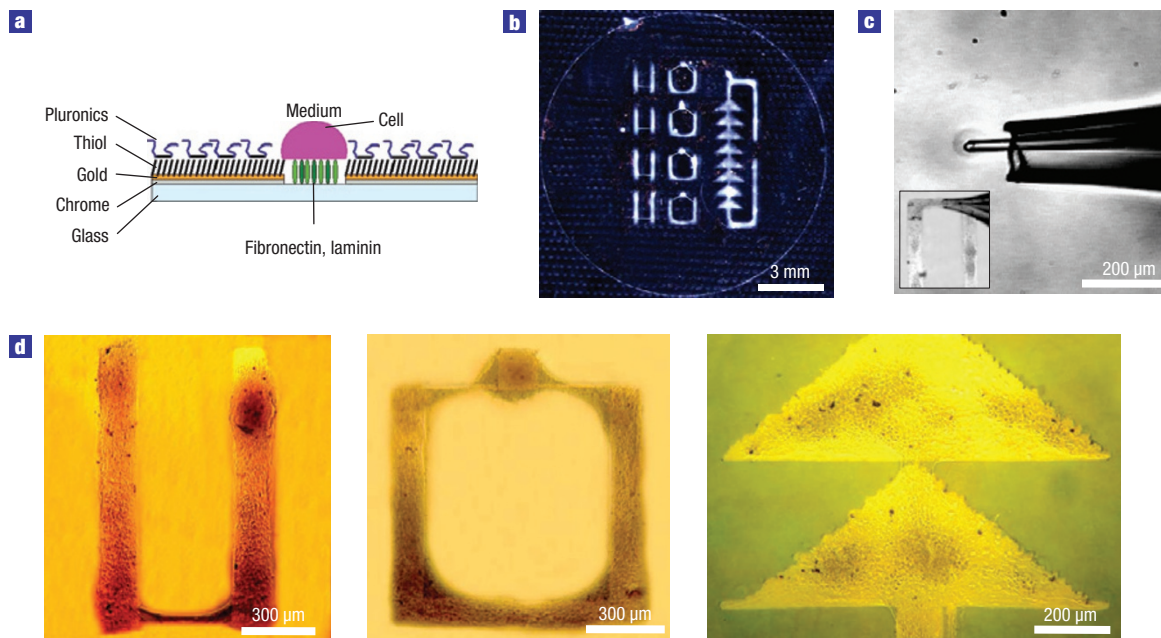 a
Pluronics
Thiol
Gold
Chrome
Glass
Medium
Cell
Fibronectin, laminin
b
3 mm
c
200 µm
d
300 µm
300 µm
200 µm